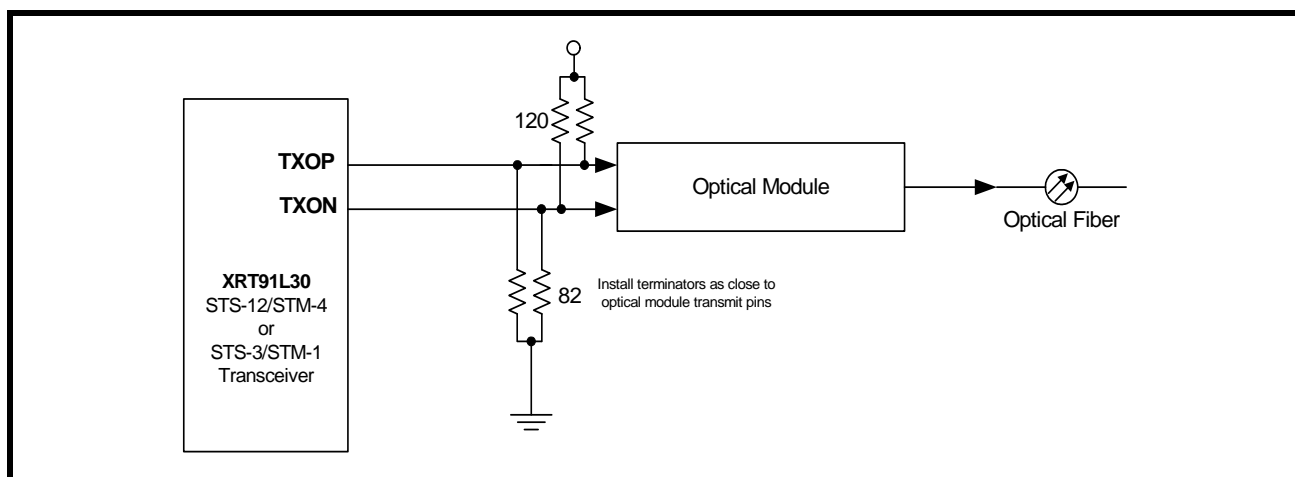 120
TXOP
TXON
Optical Module
Optical Fiber
XRT91L30
STS-12/STM-4
or
STS-3/STM-1
Transceiver
82
Install terminators as close to
optical module transmit pins